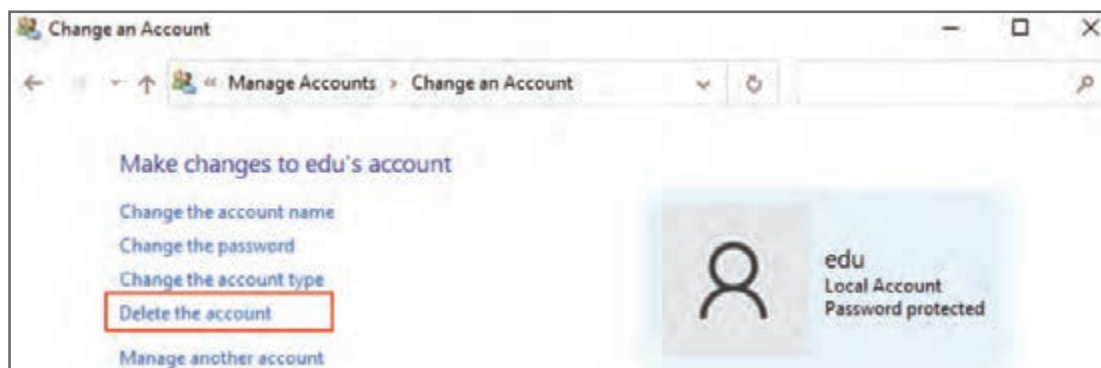 Change an Account
« Manage Accounts > Change an Account
Make changes to edu's account
Change the account name
Change the password
Change the account type
Delete the account
Manage another account
edu
Local Account
Password protected